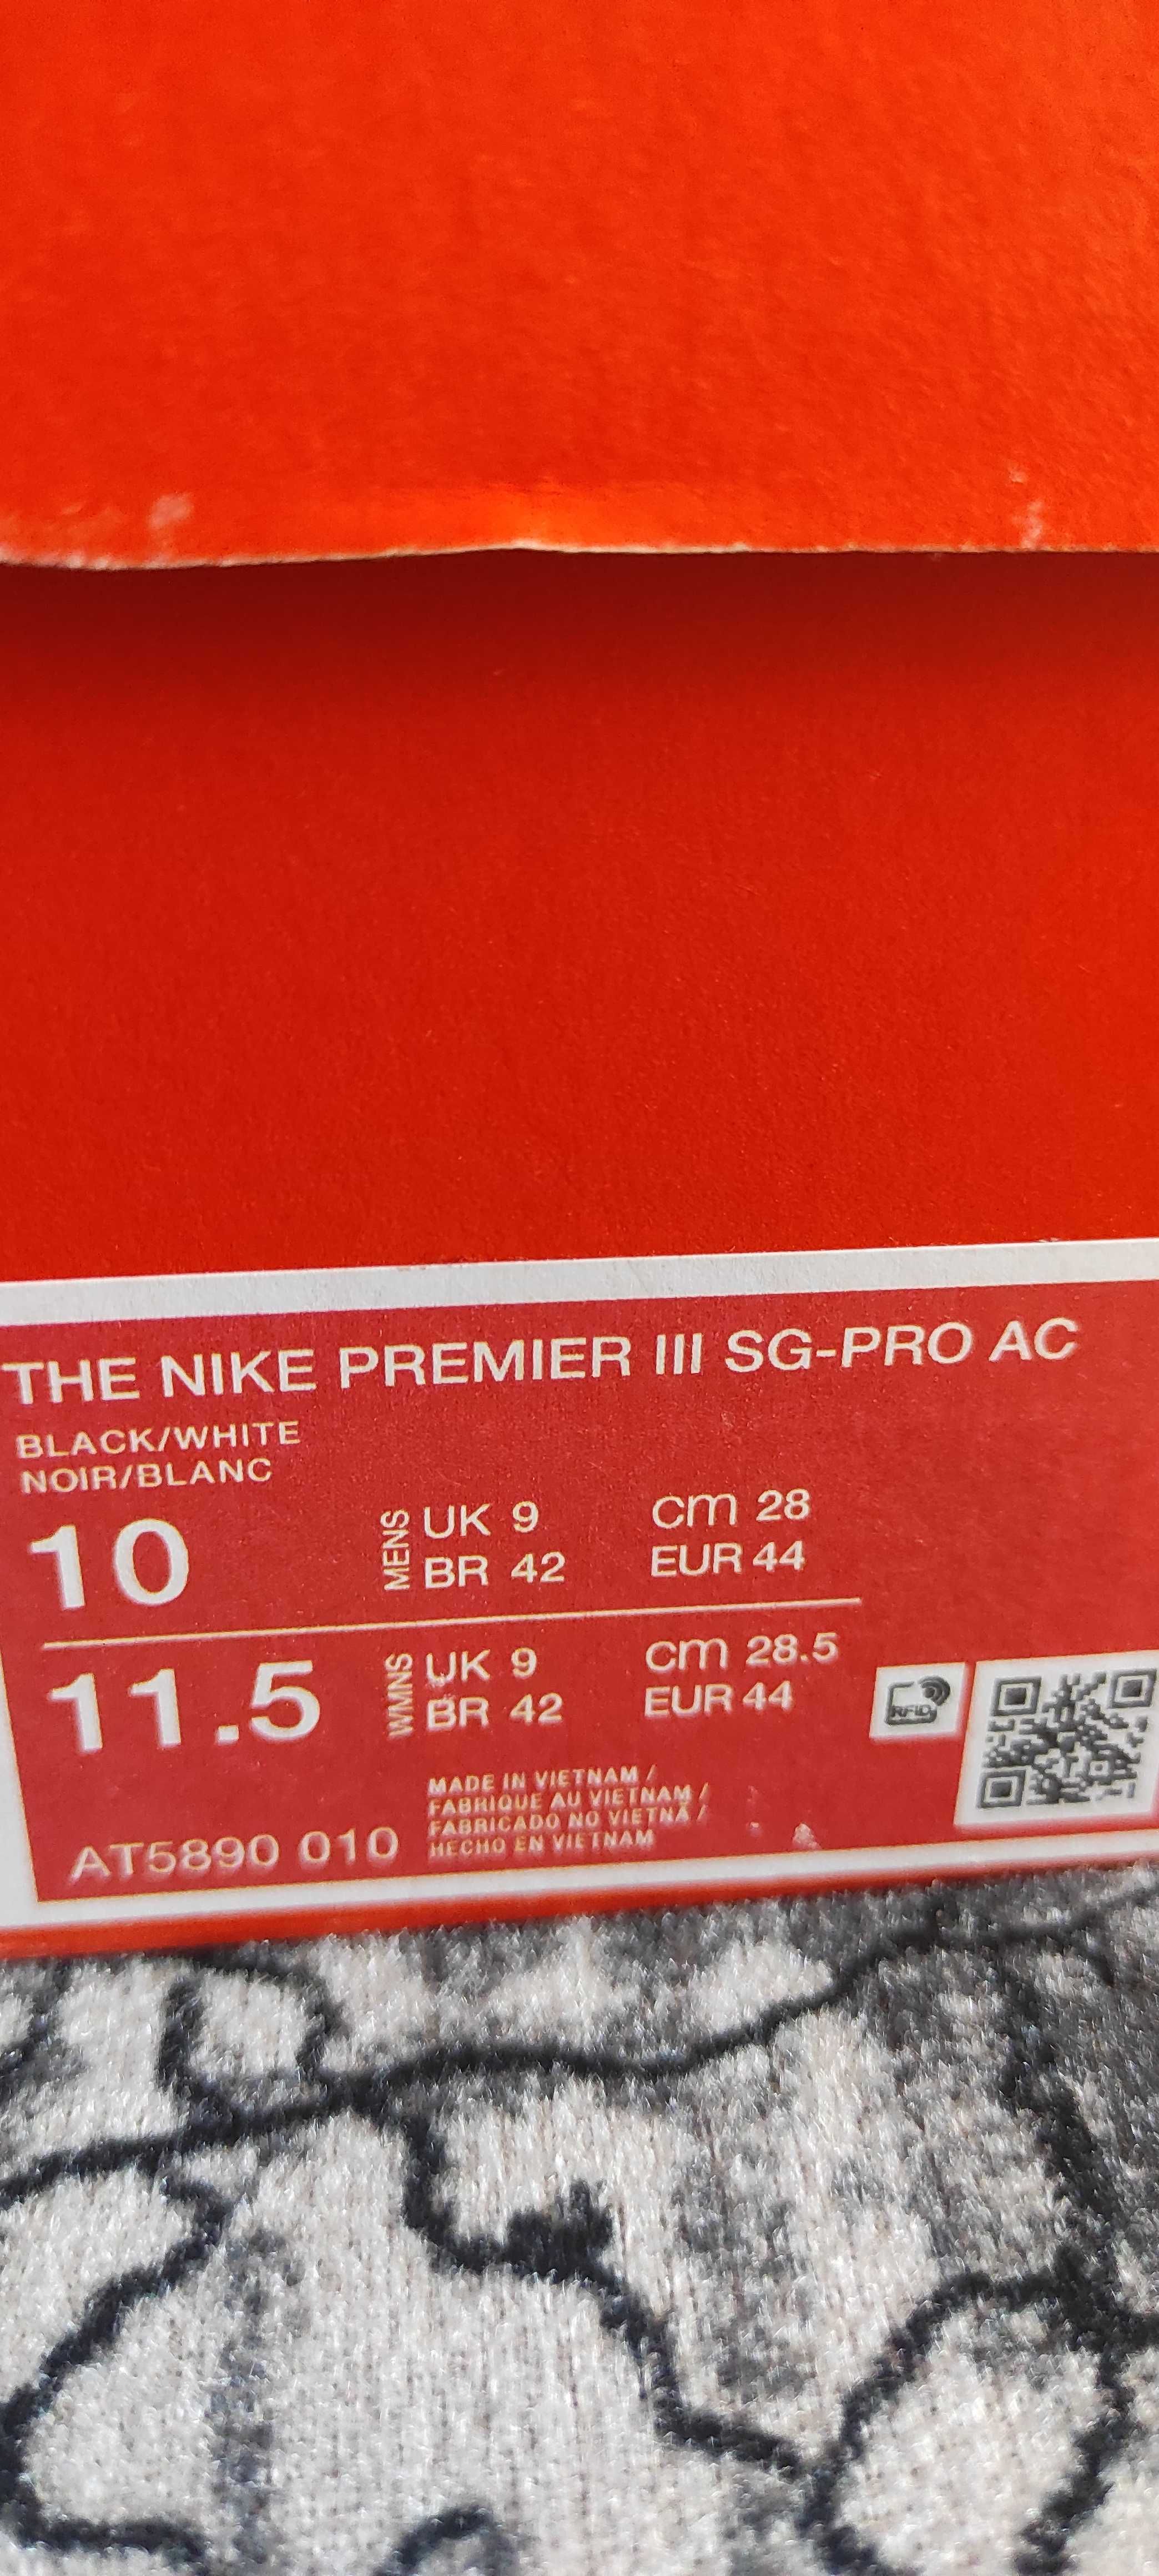 THE NIKE PREMIER III SG-PRO AC
BLACK/WHITE
NOIR/BLANC
10 MENS UK 9 cm 28
BR 42 EUR 44
11.5 WMNS UK 9 cm 28.5
BR 42 EUR 44
RFID
MADE IN VIETNAM /
FABRIQUE AU VIETNAM /
FABRICADO NO VIETNÃ /
HECHO EN VIETNAM
AT5890 010